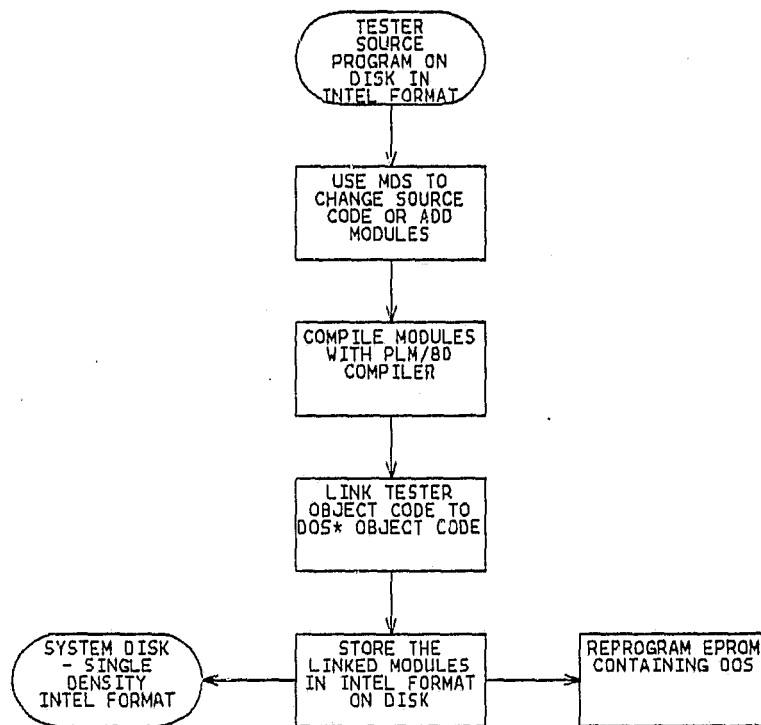 TESTER
SOURCE
PROGRAM ON
DISK IN
INTEL FORMAT
USE MDS TO
CHANGE SOURCE
CODE OR ADD
MODULES
COMPILE MODULES
WITH PLM/80
COMPILER
LINK TESTER
OBJECT CODE TO
DOS* OBJECT CODE
SYSTEM DISK
- SINGLE
DENSITY
INTEL FORMAT
STORE THE
LINKED MODULES
IN INTEL FORMAT
ON DISK
REPROGRAM EPROM
CONTAINING DOS